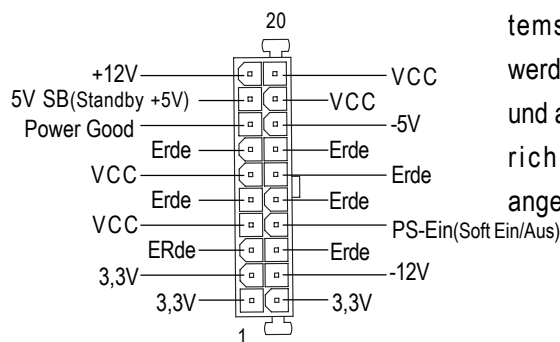 20
+12V
VCC
5V SB(Standby +5V)
VCC
Power Good
-5V
Erde
Erde
VCC
Erde
Erde
Erde
VCC
PS-Ein(Soft Ein/Aus)
ERde
Erde
3,3V
-12V
3,3V
3,3V
1
tems
werd
und a
rich
ange